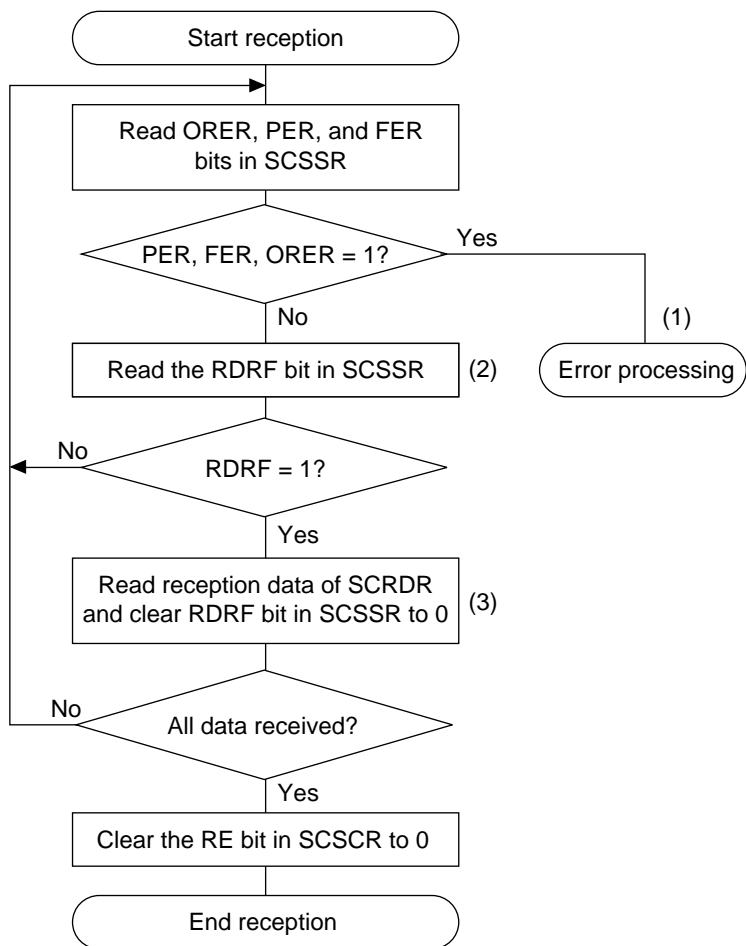 Start reception
Read ORER, PER, and FER
bits in SCSSR
PER, FER, ORER = 1?
Yes
No
(1)
Error processing
Read the RDRF bit in SCSSR
(2)
No
RDRF = 1?
Yes
Read reception data of SCRDR
and clear RDRF bit in SCSSR to 0
(3)
No
All data received?
Yes
Clear the RE bit in SCSCR to 0
End reception